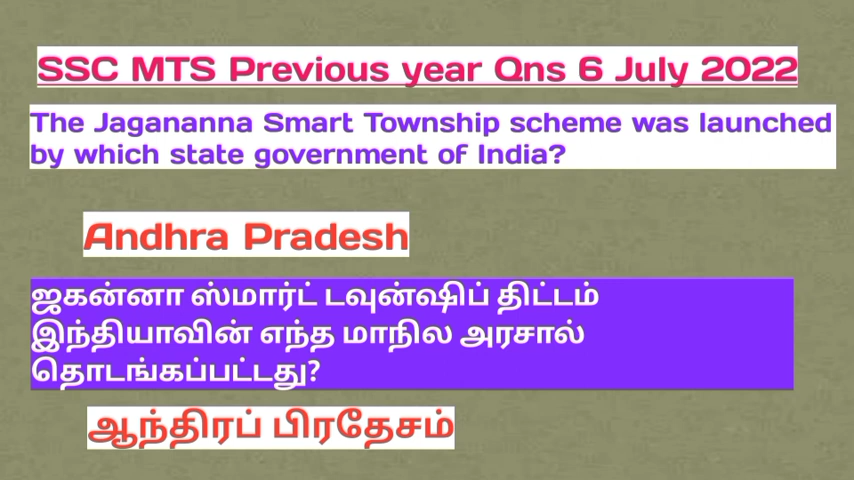 SSC MTS Previous year Qns 6 July 2022
The Jagananna Smart Township scheme was launched
by which state government of India?
Andhra Pradesh
ஜகன்னா ஸ்மார்ட் டவுன்ஷிப் திட்டம்
இந்தியாவின் எந்த மாநில அரசால்
தொடங்கப்பட்டது?
ஆந்திரப் பிரதேசம்